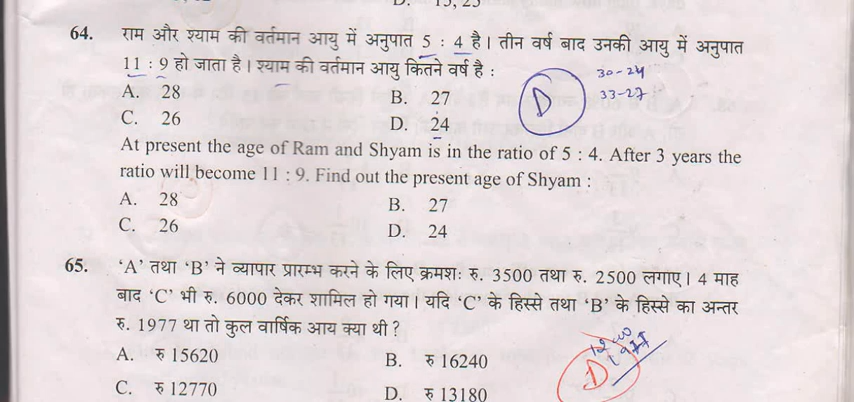 64. राम और श्याम की वर्तमान आयु में अनुपात 5 : 4 है। तीन वर्ष बाद उनकी आयु में अनुपात
11 : 9 हो जाता है। श्याम की वर्तमान आयु कितने वर्ष है :
A. 28 B. 27
C. 26 D. 24
D
30-24
33-27
At present the age of Ram and Shyam is in the ratio of 5 : 4. After 3 years the
ratio will become 11 : 9. Find out the present age of Shyam :
A. 28 B. 27
C. 26 D. 24
65. ‘A’ तथा ‘B’ ने व्यापार प्रारम्भ करने के लिए क्रमशः रु. 3500 तथा रु. 2500 लगाए। 4 माह
बाद ‘C’ भी रु. 6000 देकर शामिल हो गया। यदि ‘C’ के हिस्से तथा ‘B’ के हिस्से का अन्तर
रु. 1977 था तो कुल वार्षिक आय क्या थी ?
A. रु 15620 B. रु 16240
C. रु 12770 D. रु 13180
D